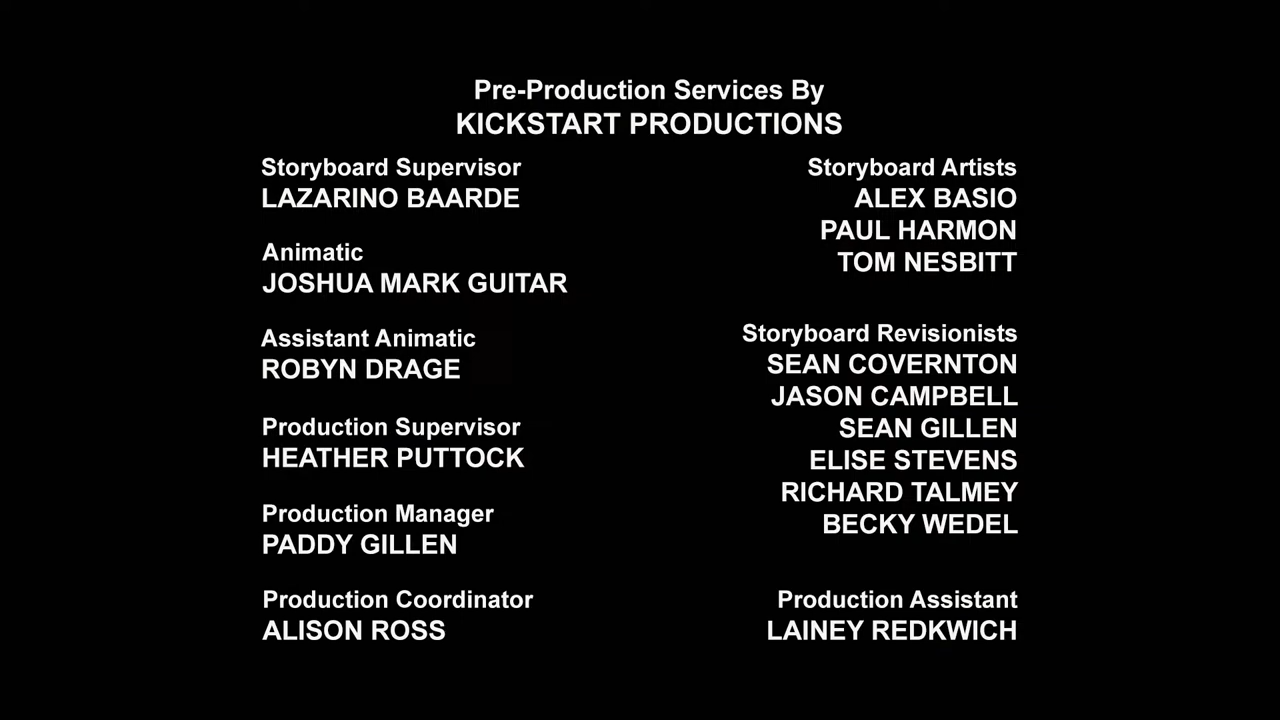 Pre-Production Services By
KICKSTART PRODUCTIONS
Storyboard Supervisor
LAZARINO BAARDE
Animatic
JOSHUA MARK GUITAR
Assistant Animatic
ROBYN DRAGE
Production Supervisor
HEATHER PUTTOCK
Production Manager
PADDY GILLEN
Production Coordinator
ALISON ROSS
Storyboard Artists
ALEX BASIO
PAUL HARMON
TOM NESBITT
Storyboard Revisionists
SEAN COVERNTON
JASON CAMPBELL
SEAN GILLEN
ELISE STEVENS
RICHARD TALMEY
BECKY WEDEL
Production Assistant
LAINEY REDKWICH